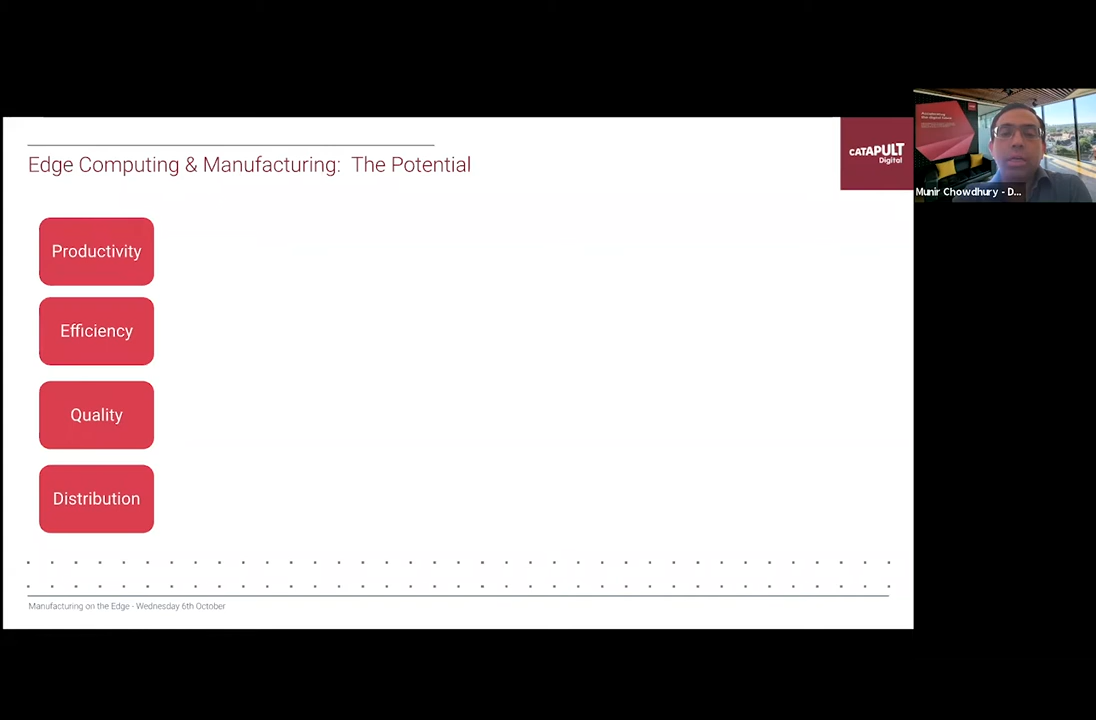 Edge Computing & Manufacturing: The Potential
CATAPULT
Digital
Productivity
Efficiency
Quality
Distribution
Manufacturing on the Edge - Wednesday 6th October
Munir Chowdhury - D...